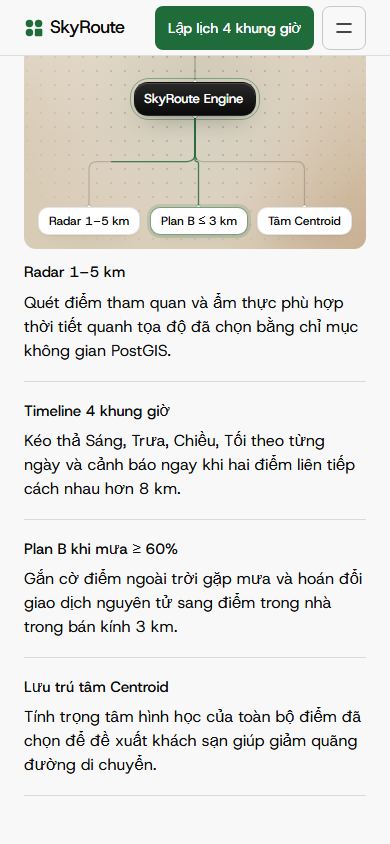 SkyRoute
Lập lịch 4 khung giờ
SkyRoute Engine
Radar 1–5 km
Plan B ≤ 3 km
Tâm Centroid
Radar 1–5 km
Quét điểm tham quan và ẩm thực phù hợp
thời tiết quanh tọa độ đã chọn bằng chỉ mục
không gian PostGIS.
Timeline 4 khung giờ
Kéo thả Sáng, Trưa, Chiều, Tối theo từng
ngày và cảnh báo ngay khi hai điểm liên tiếp
cách nhau hơn 8 km.
Plan B khi mưa ≥ 60%
Gắn cờ điểm ngoài trời gặp mưa và hoán đổi
giao dịch nguyên tử sang điểm trong nhà
trong bán kính 3 km.
Lưu trú tâm Centroid
Tính trọng tâm hình học của toàn bộ điểm đã
chọn để đề xuất khách sạn giúp giảm quãng
đường di chuyển.